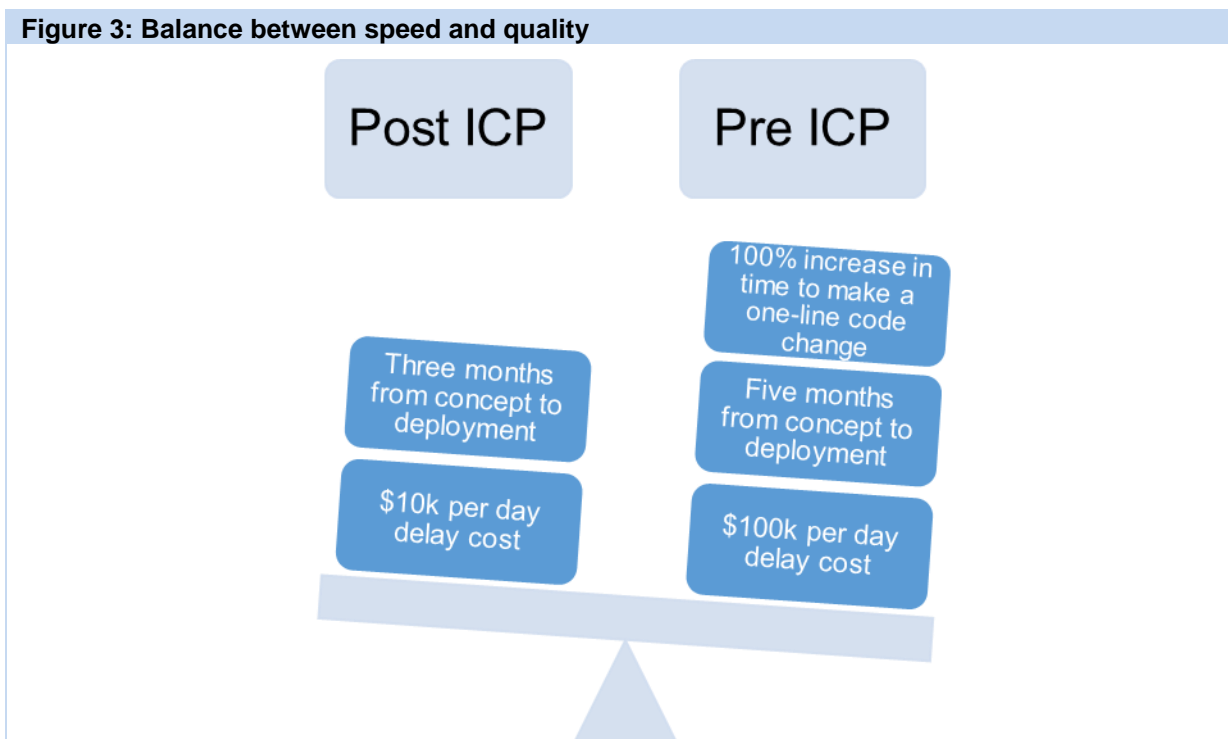 Figure 3: Balance between speed and quality
Post ICP
Pre ICP
Three months
from concept to
deployment
$10k per day
delay cost
100% increase in
time to make a
one-line code
change
Five months
from concept to
deployment
$100k per day
delay cost